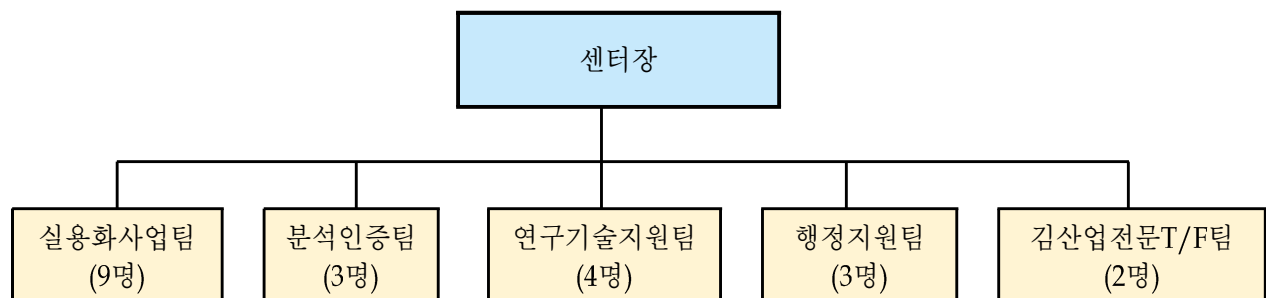 센터장
실용화사업팀
(9명)
분석인증팀
(3명)
연구기술지원팀
(4명)
행정지원팀
(3명)
김산업전문T/F팀
(2명)